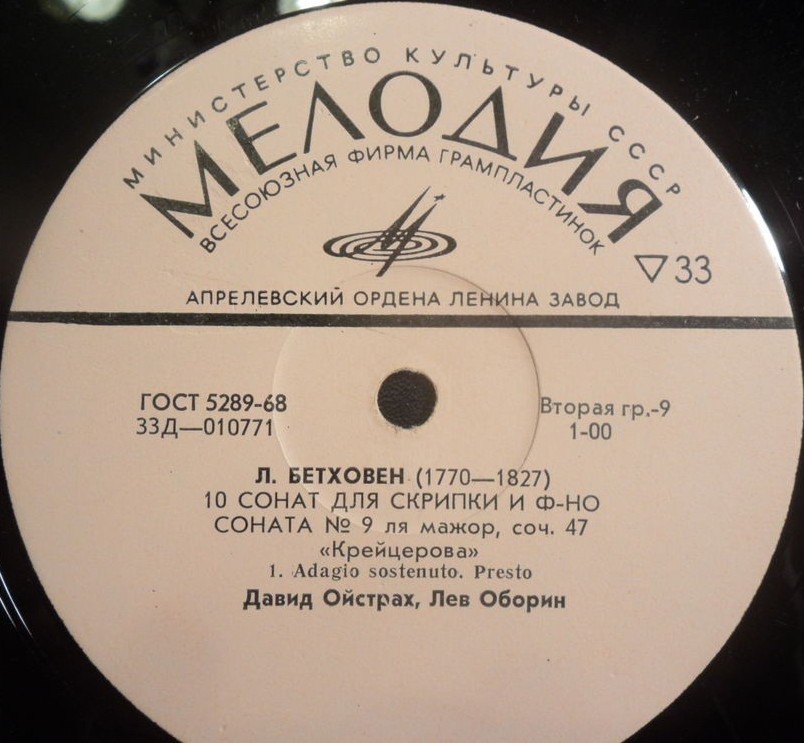 МИНИСТЕРСТВО КУЛЬТУРЫ СССР
МЕЛОДИЯ
ВСЕСОЮЗНАЯ ФИРМА ГРАМПЛАСТИНОК
▽33
АПРЕЛЕВСКИЙ ОРДЕНА ЛЕНИНА ЗАВОД
ГОСТ 5289-68
33Д—010771
Вторая гр.-9
1-00
Л. БЕТХОВЕН (1770—1827)
10 СОНАТ ДЛЯ СКРИПКИ И Ф-НО
СОНАТА № 9 ля мажор, соч. 47
«Крейцерова»
1. Adagio sostenuto. Presto
Давид Ойстрах, Лев Оборин